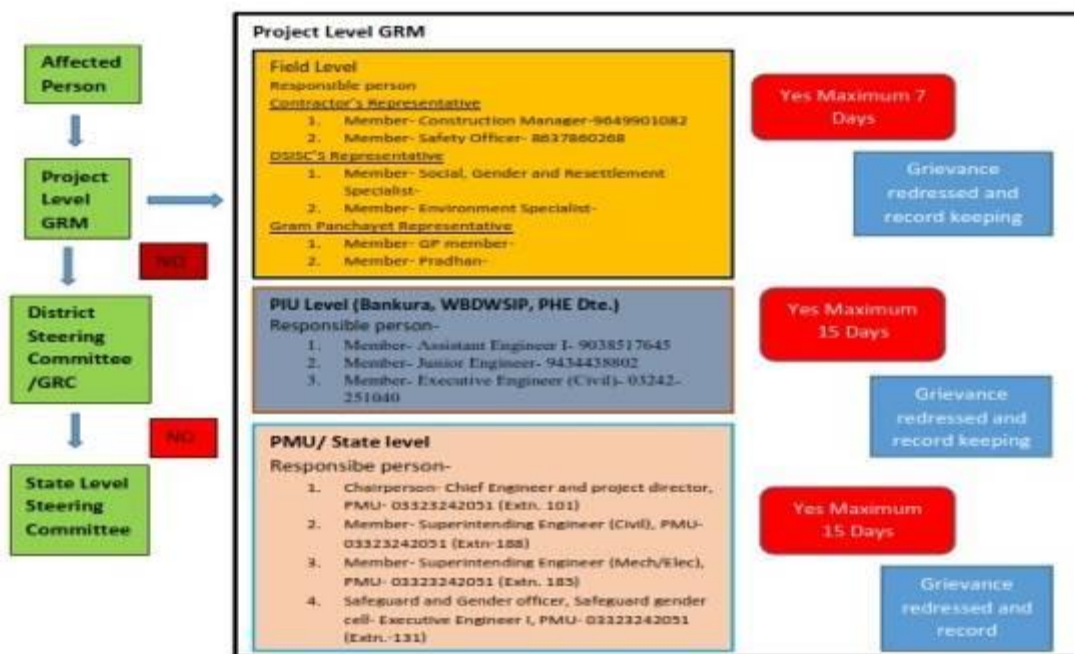 Affected
Person
Project
Level
GRM
NO
District
Steering
Committee
/GRC
NO
State Level
Steering
Committee
Project Level GRM
Field Level
Responsible person
Contractor's Representative
1. Member- Construction Manager-9649901082
2. Member- Safety Officer- 8637860268
DSISC'S Representative
1. Member- Social, Gender and Resettlement
Specialist-
2. Member- Environment Specialist-
Gram Panchayet Representative
1. Member- GP member-
2. Member- Pradhan-
Yes Maximum 7
Days
Grievance
redressed and
record keeping
PIU Level (Bankura, WBDWSIP, PHE Dte.)
Responsible person-
1. Member- Assistant Engineer I- 9038517645
2. Member- Junior Engineer- 9434438802
3. Member- Executive Engineer (Civil)- 03242-
251040
Yes Maximum
15 Days
Grievance
redressed and
record keeping
PMU/ State level
Responsibe person-
1. Chairperson- Chief Engineer and project director,
PMU- 03323242051 (Extn. 101)
2. Member- Superintending Engineer (Civil), PMU-
03323242051 (Extn-188)
3. Member- Superintending Engineer (Mech/Elec),
PMU- 03323242051 (Extn. 185)
4. Safeguard and Gender officer, Safeguard gender
cell- Executive Engineer I, PMU- 03323242051
(Extn.-131)
Yes Maximum
15 Days
Grievance
redressed and
record